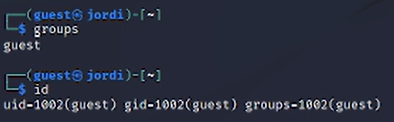 ┌──(guest㉿jordi)-[~]
└─$ groups
guest
┌──(guest㉿jordi)-[~]
└─$ id
uid=1002(guest) gid=1002(guest) groups=1002(guest)